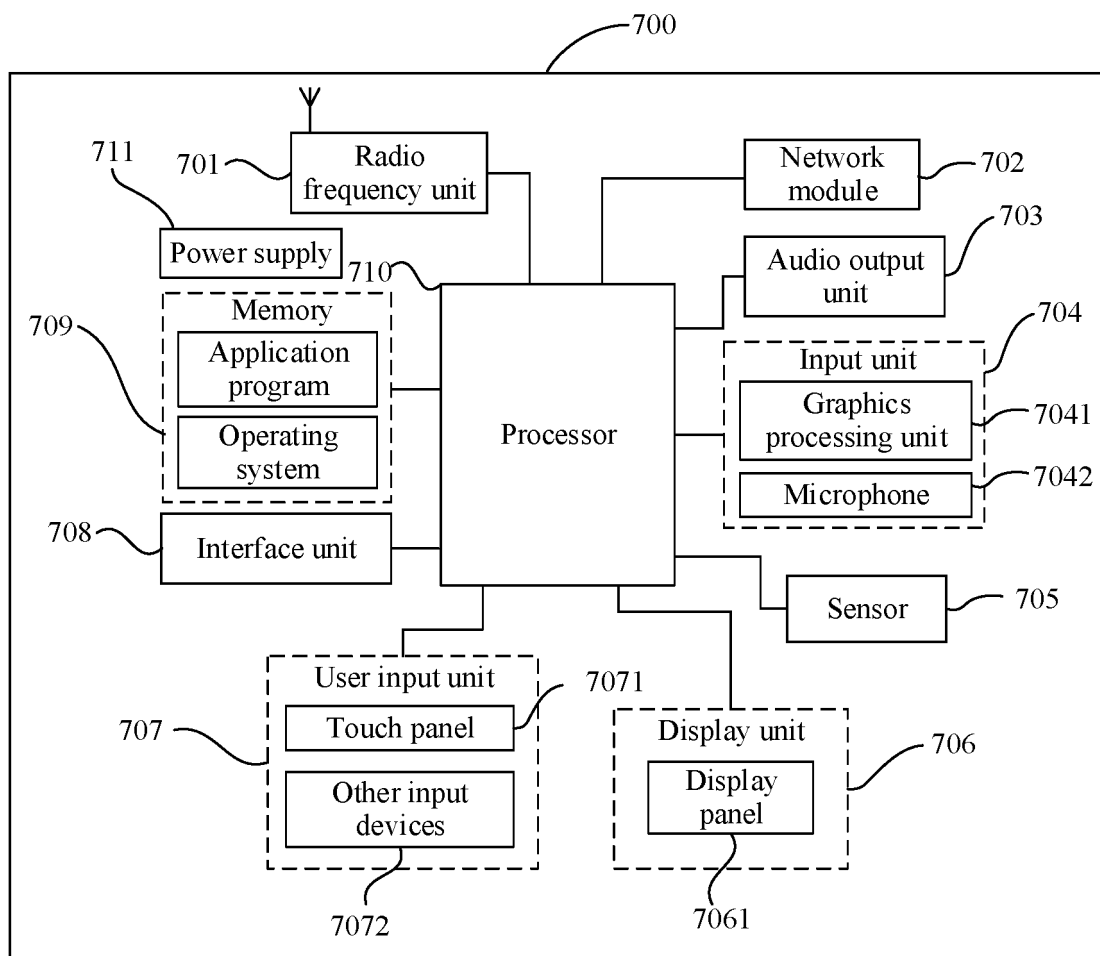 700
711
701
Radio
frequency unit
Network
module
702
703
Power supply
710
Audio output
unit
709
Memory
Application
program
Operating
system
704
Input unit
Graphics
processing unit
7041
Microphone
7042
Processor
708
Interface unit
Sensor
705
User input unit
7071
707
Touch panel
Other input
devices
7072
Display unit
706
Display
panel
7061